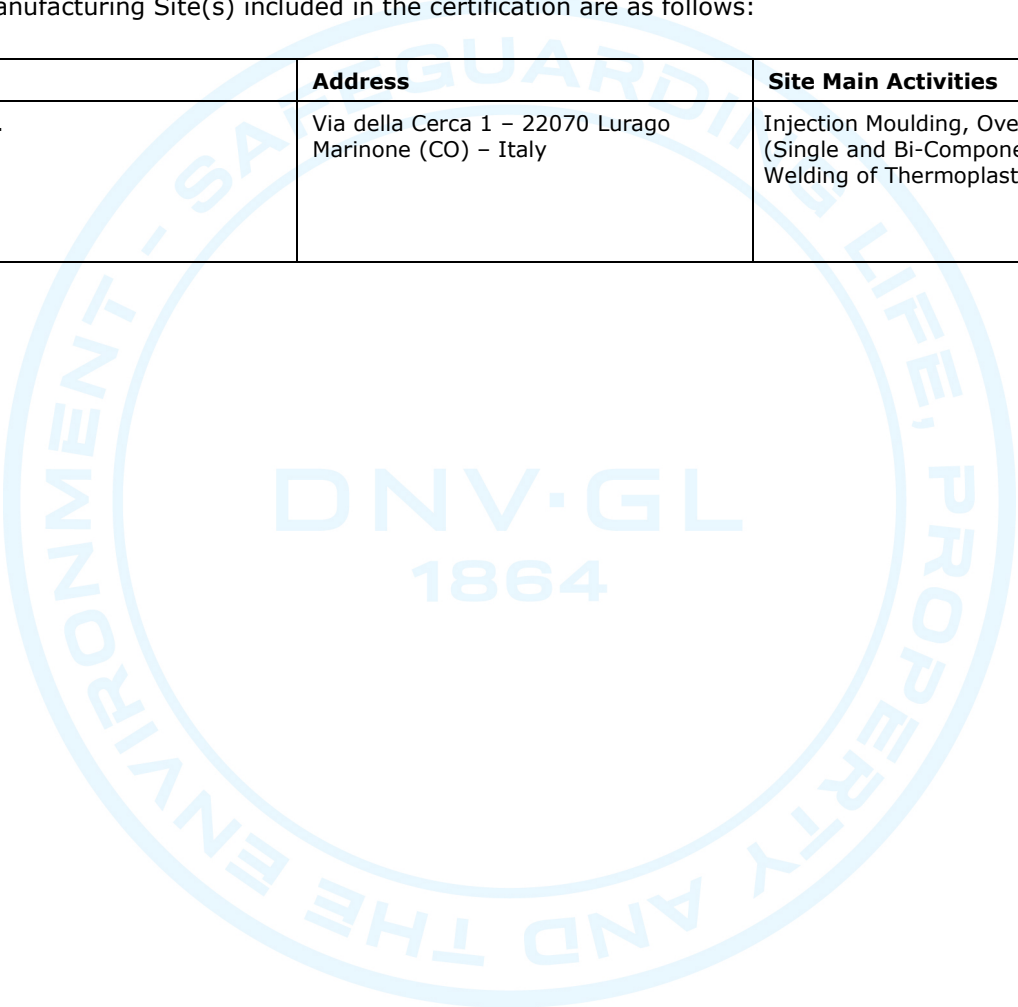 anufacturing Site(s) included in the certification are as follows:
Address
Site Main Activities
.
Via della Cerca 1 – 22070 Lurago
Marinone (CO) – Italy
Injection Moulding, Ove
(Single and Bi-Compone
Welding of Thermoplast
SAFEGUARDING LIFE, PROPERTY AND THE ENVIRONMENT -
DNV·GL
1864